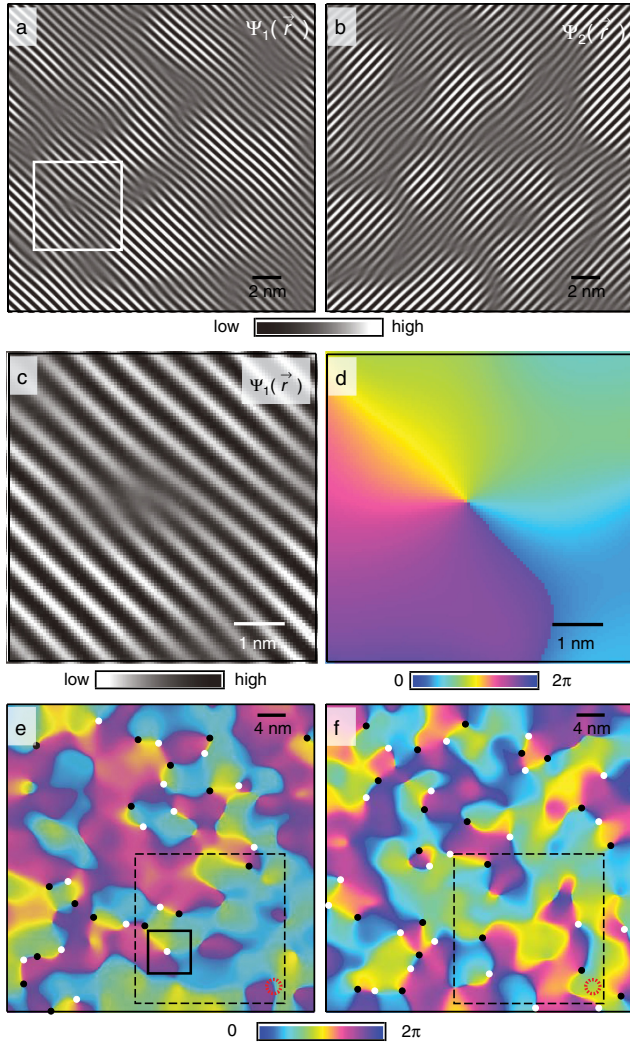 a
Ψ₁( r⃗ )
2 nm
b
Ψ₂( r⃗ )
2 nm
low high
c
Ψ₁( r⃗ )
1 nm
d
1 nm
low high
0 2π
e
4 nm
f
4 nm
0 2π